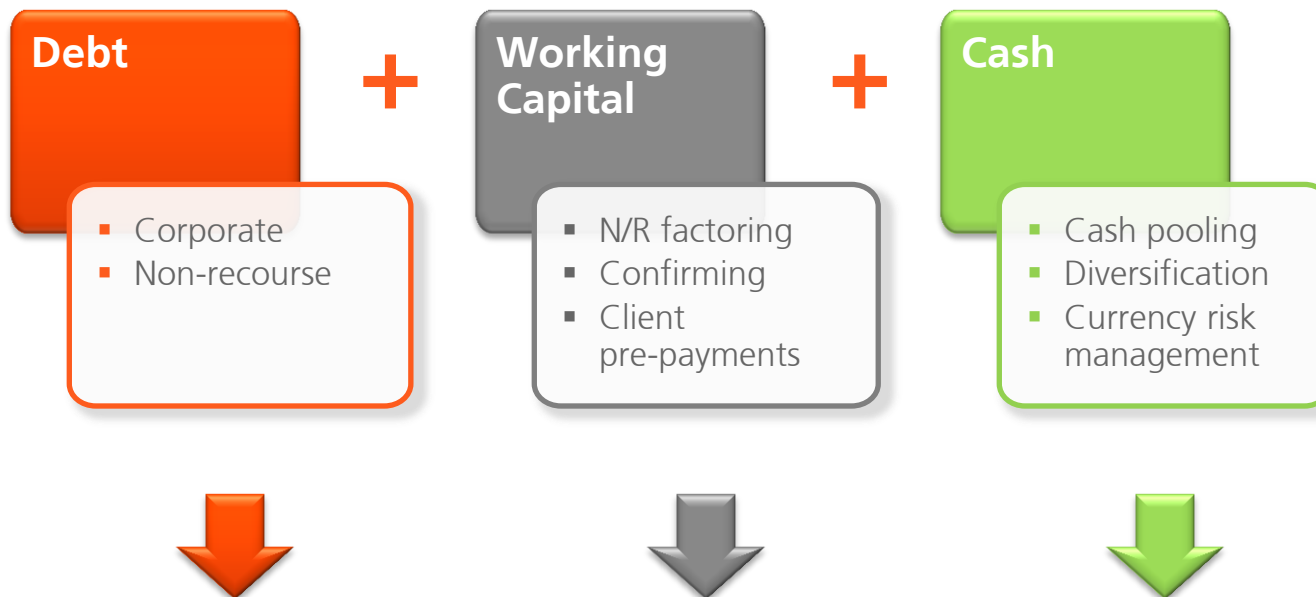 Debt
+
Working
Capital
+
Cash
▪ Corporate
▪ Non-recourse
▪ N/R factoring
▪ Confirming
▪ Client
pre-payments
▪ Cash pooling
▪ Diversification
▪ Currency risk
management